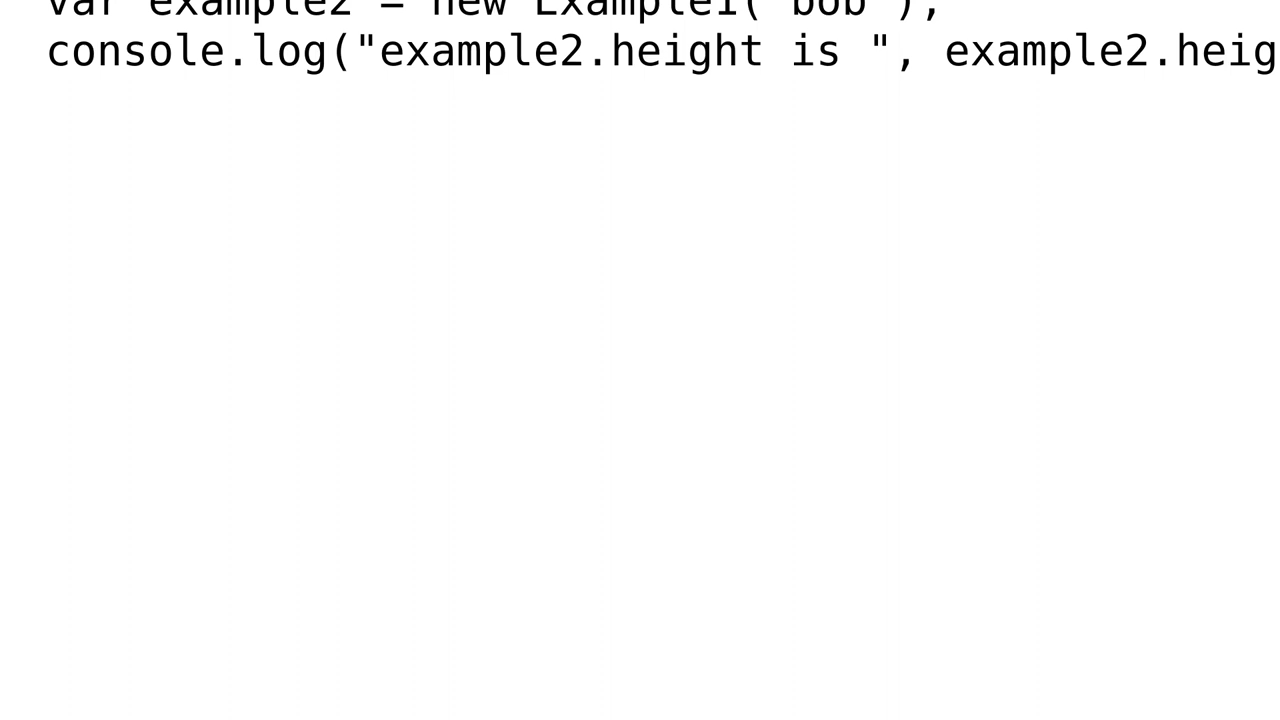 var example2 = new Example1("bob");
console.log("example2.height is ", example2.heig